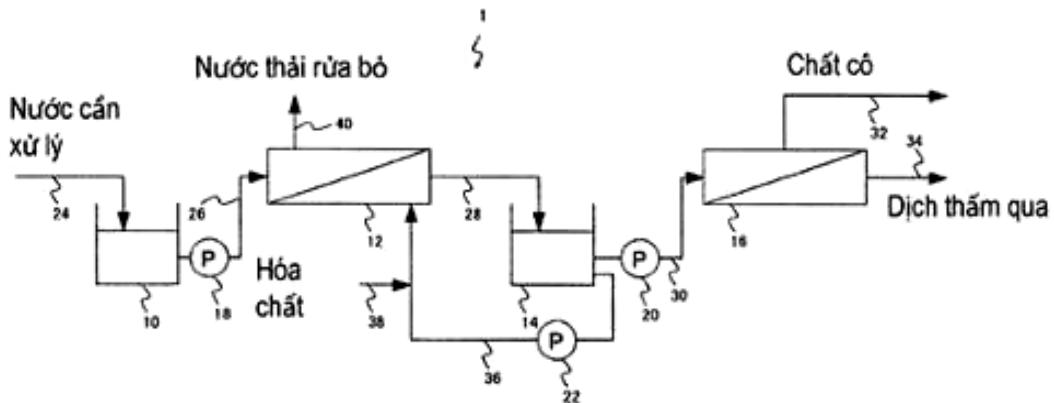 1
Nước thải rửa bỏ
Chất cô
Nước cần
xử lý
40
32
34
24
26
12
28
16
Dịch thấm qua
P
P
10
18
Hóa
chất
38
14
20
30
P
36
22